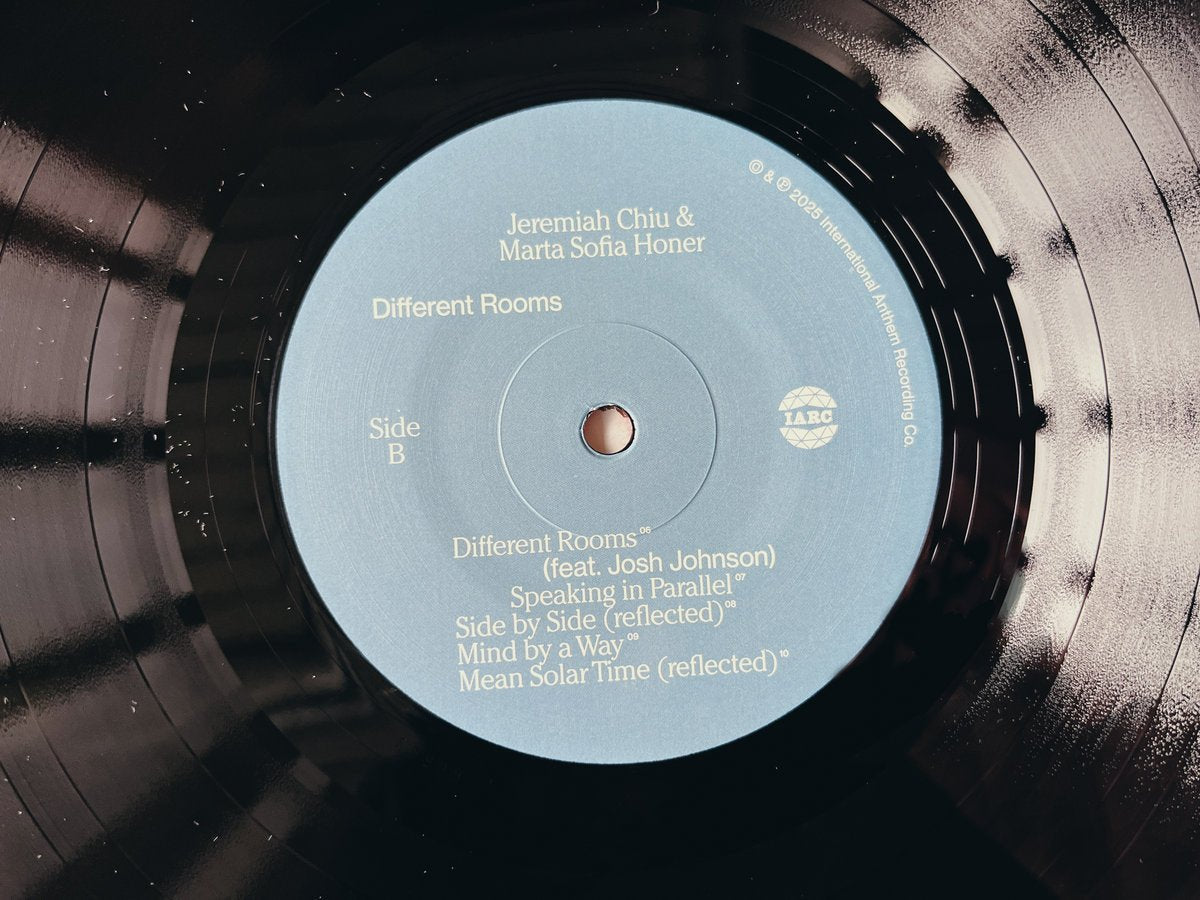 Jeremiah Chiu &
Marta Sofia Honer
© & ℗ 2025 International Anthem Recording Co.
Different Rooms
Side
B
IARC
Different Rooms 06
(feat. Josh Johnson)
Speaking in Parallel 07
Side by Side (reflected) 08
Mind by a Way 09
Mean Solar Time (reflected) 10